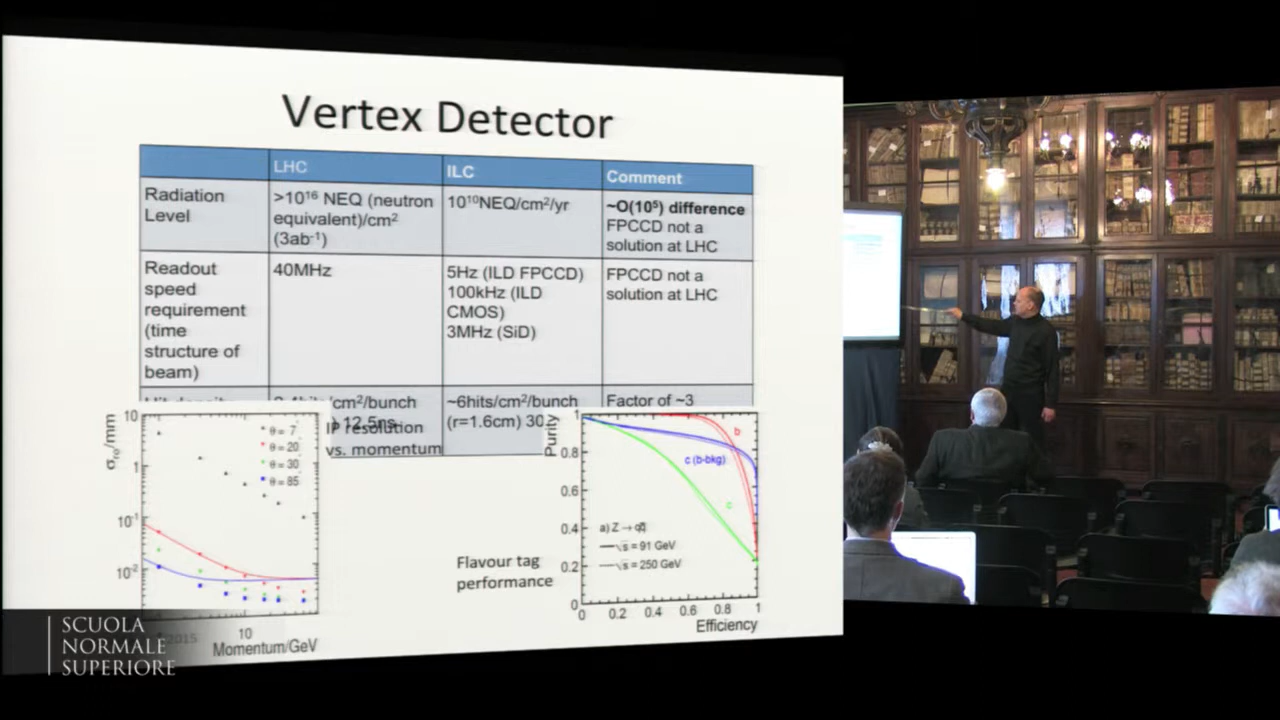 Vertex Detector
LHC
ILC
Comment
Radiation
Level
>10¹⁶ NEQ (neutron
equivalent)/cm²
(3ab⁻¹)
10¹⁰NEQ/cm²/yr
~O(10⁵) difference
FPCCD not a
solution at LHC
Readout
speed
requirement
(time
structure of
beam)
40MHz
5Hz (ILD FPCCD)
100kHz (ILD
CMOS)
3MHz (SiD)
FPCCD not a
solution at LHC
cm²/bunch
12.5ns
~6hits/cm²/bunch
(r=1.6cm) 30
Factor of ~3
IP resolution
vs. momentum
σrφ/mm
10
1
10⁻¹
10⁻²
θ = 7
θ = 20
θ = 30
θ = 85
10
Momentum/GeV
Flavour tag
performance
Purity
1
0.8
0.6
0.4
0.2
0
b
c (b-bkg)
c
a) Z → qq̄
√s = 91 GeV
√s = 250 GeV
0 0.2 0.4 0.6 0.8 1
Efficiency
2015
SCUOLA
NORMALE
SUPERIORE